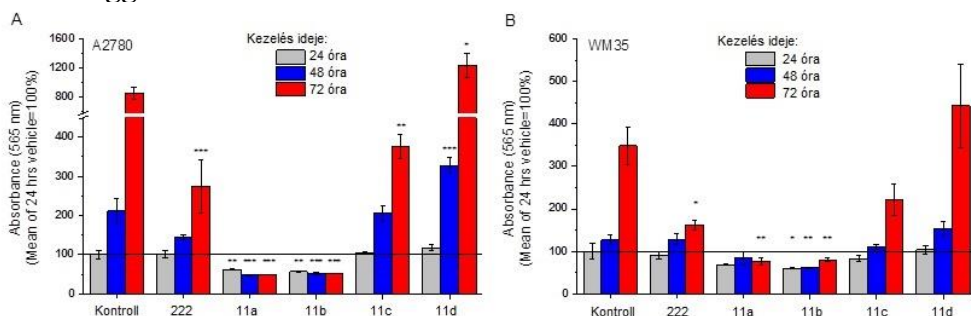 A
A2780
Kezelés ideje:
24 óra
48 óra
72 óra
Absorbance (565 nm)
(Mean of 24 hrs vehicle=100%)
1600
1200
800
400
300
200
100
0
*
***
**
***
** *** ***
** *** ***
Kontroll 222 11a 11b 11c 11d
B
WM35
Kezelés ideje:
24 óra
48 óra
72 óra
Absorbance (565 nm)
(Mean of 24 hrs vehicle=100%)
600
500
400
300
200
100
0
*
**
* ** **
Kontroll 222 11a 11b 11c 11d